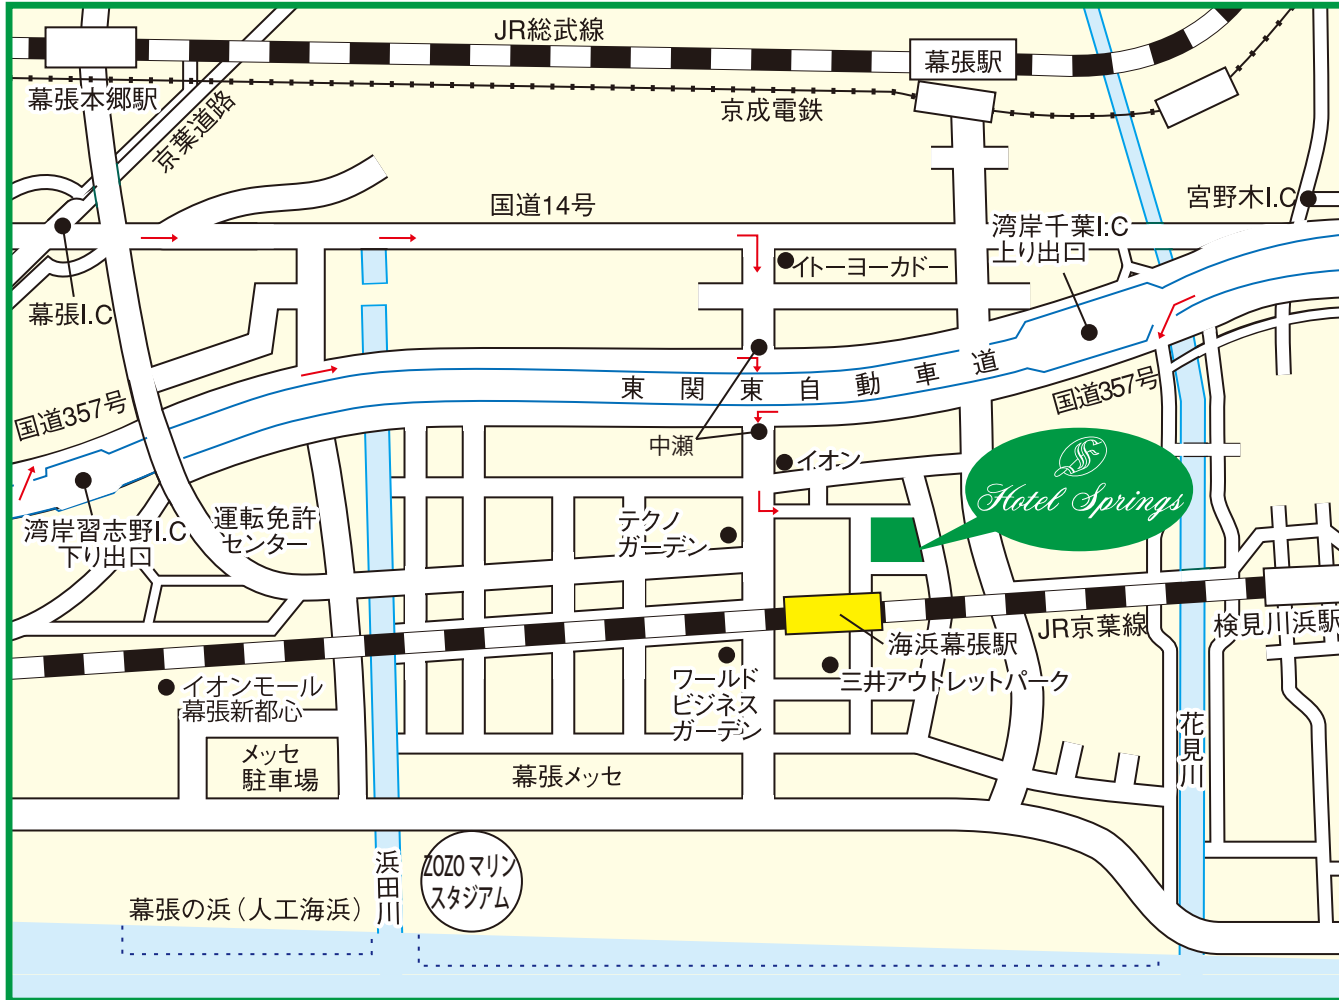 JR総武線
幕張駅
幕張本郷駅
京葉道路
京成電鉄
宮野木I.C
国道14号
湾岸千葉I.C
上り出口
イトーヨーカドー
幕張I.C
東関東自動車道
国道357号
国道357号
中瀬
イオン
Hotel Springs
湾岸習志野I.C
下り出口
運転免許
センター
テクノ
ガーデン
JR京葉線
検見川浜駅
海浜幕張駅
三井アウトレットパーク
イオンモール
幕張新都心
ワールド
ビジネス
ガーデン
花見川
メッセ
駐車場
幕張メッセ
浜田川
ZOZOマリン
スタジアム
幕張の浜（人工海浜）